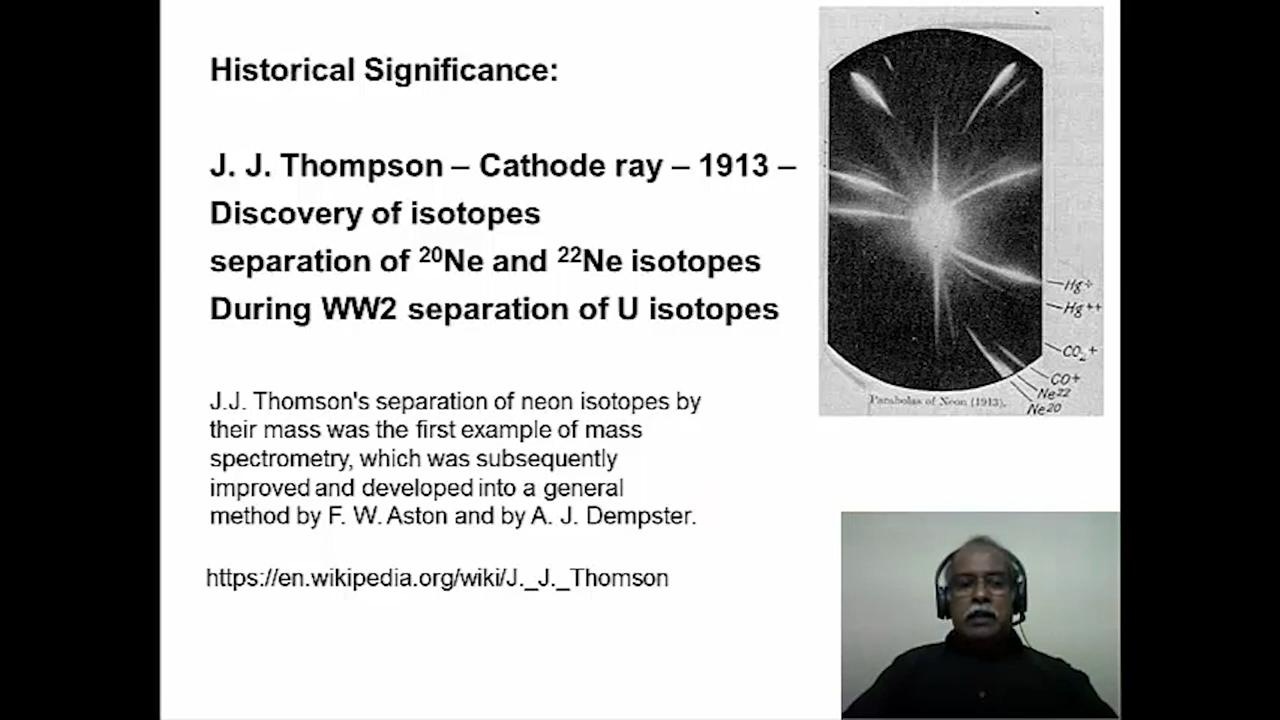 Historical Significance:
J. J. Thompson – Cathode ray – 1913 –
Discovery of isotopes
separation of ²⁰Ne and ²²Ne isotopes
During WW2 separation of U isotopes
J.J. Thomson's separation of neon isotopes by
their mass was the first example of mass
spectrometry, which was subsequently
improved and developed into a general
method by F. W. Aston and by A. J. Dempster.
https://en.wikipedia.org/wiki/J._J._Thomson
Hg+
Hg++
CO₂+
CO+
Ne22
Ne20
Parabolas of Neon (1913).